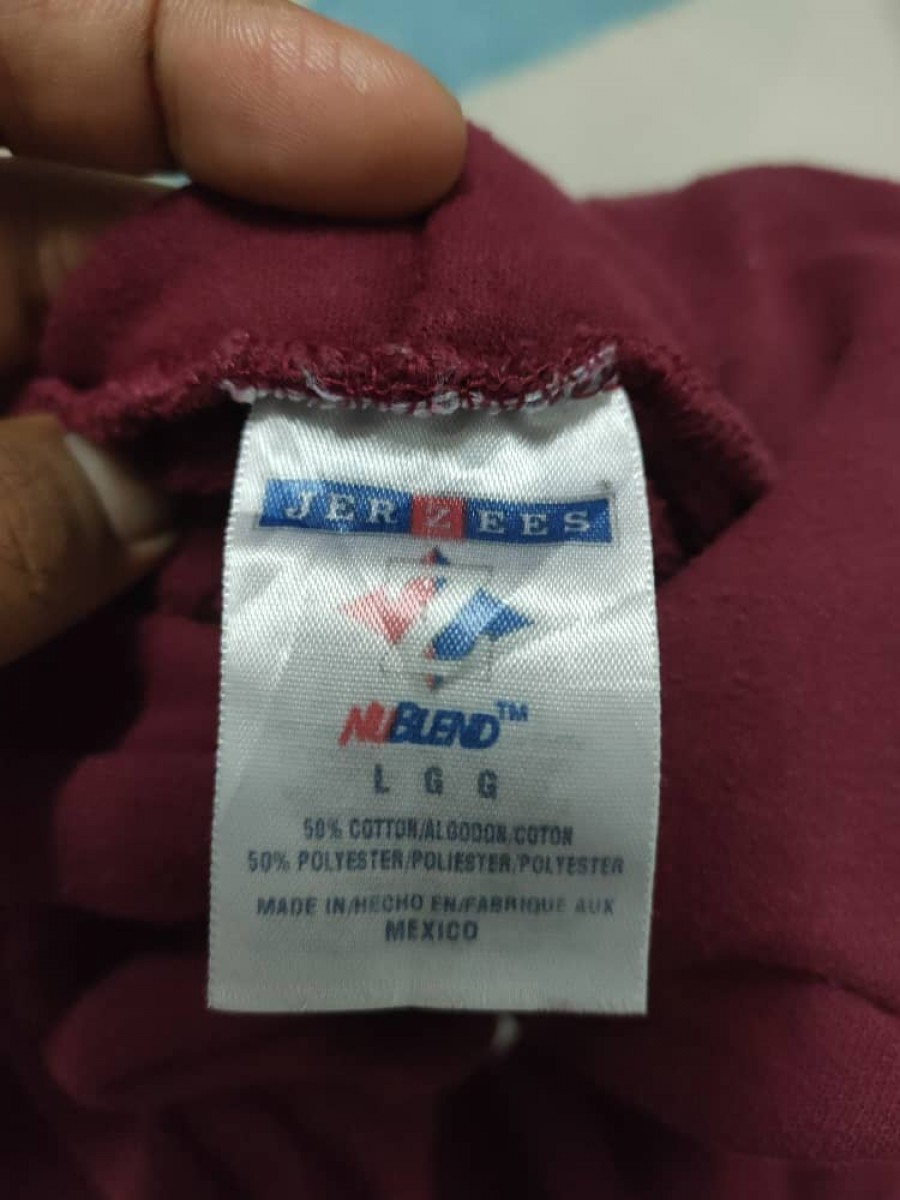 JERZEES
NUBLEND™
L G G
50% COTTON/ALGODON/COTON
50% POLYESTER/POLIESTER/POLYESTER
MADE IN/HECHO EN/FABRIQUE AUX
MEXICO